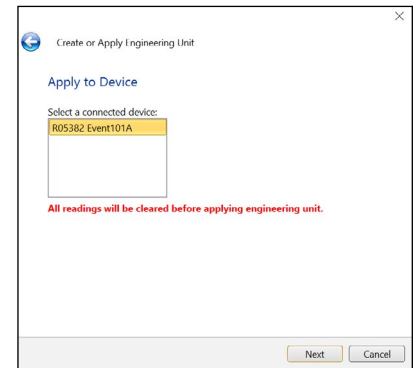 Create or Apply Engineering Unit
Apply to Device
Select a connected device:
R05382 Event101A
All readings will be cleared before applying engineering unit.
Next
Cancel